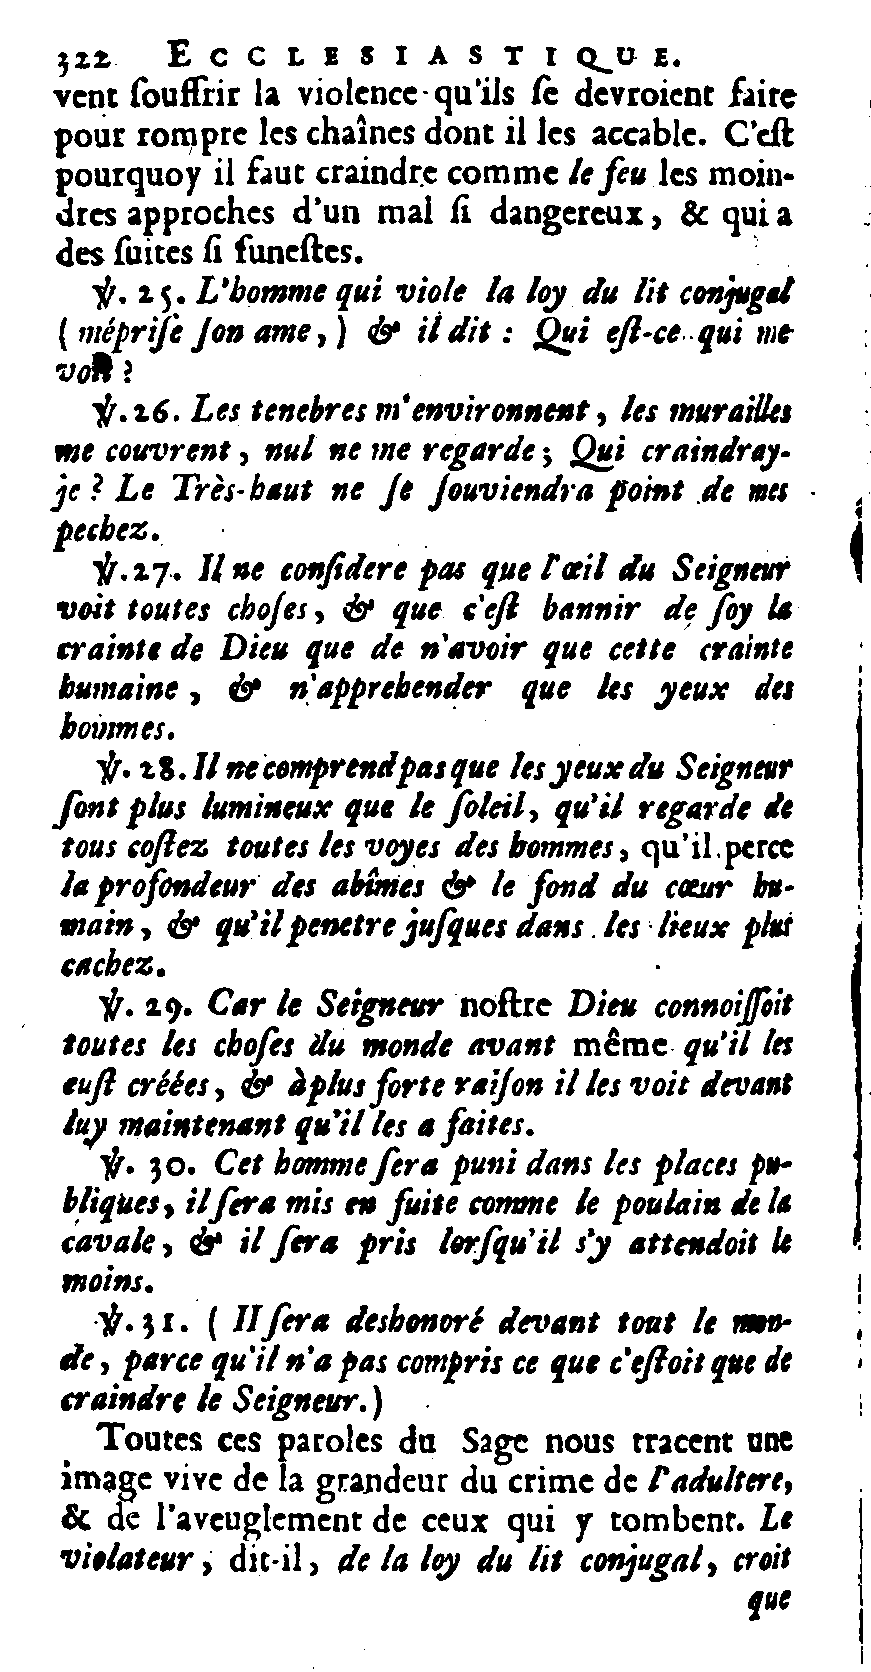 322 ECCLESIASTIQUE.
vent ſouffrir la violence qu'ils ſe devroient faire
pour rompre les chaînes dont il les accable. C'eſt
pourquoy il faut craindre comme le feu les moin-
dres approches d'un mal ſi dangereux, & qui a
des ſuites ſi funeſtes.
℣. 25. L'homme qui viole la loy du lit conjugal
( mépriſe ſon ame, ) & il dit : Qui eſt-ce qui me
voit ?
℣. 26. Les tenebres m'environnent, les murailles
me couvrent, nul ne me regarde; Qui craindray-
je ? Le Très-haut ne ſe ſouviendra point de mes
pechez.
℣. 27. Il ne conſidere pas que l'œil du Seigneur
voit toutes choſes, & que c'eſt bannir de ſoy la
crainte de Dieu que de n'avoir que cette crainte
humaine, & n'apprehender que les yeux des
hommes.
℣. 28. Il ne comprend pas que les yeux du Seigneur
ſont plus lumineux que le ſoleil, qu'il regarde de
tous coſtez toutes les voyes des hommes, qu'il perce
la profondeur des abîmes & le fond du cœur hu-
main, & qu'il penetre juſques dans les lieux plus
cachez.
℣. 29. Car le Seigneur noſtre Dieu connoiſſoit
toutes les choſes du monde avant même qu'il les
euſt créées, & à plus forte raiſon il les voit devant
luy maintenant qu'il les a faites.
℣. 30. Cet homme ſera puni dans les places pu-
bliques, il ſera mis en fuite comme le poulain de la
cavale, & il ſera pris lorſqu'il s'y attendoit le
moins.
℣. 31. ( Il ſera deshonoré devant tout le mon-
de, parce qu'il n'a pas compris ce que c'eſtoit que de
craindre le Seigneur.)
Toutes ces paroles du Sage nous tracent une
image vive de la grandeur du crime de l'adultere,
& de l'aveuglement de ceux qui y tombent. Le
violateur, dit-il, de la loy du lit conjugal, croit
que